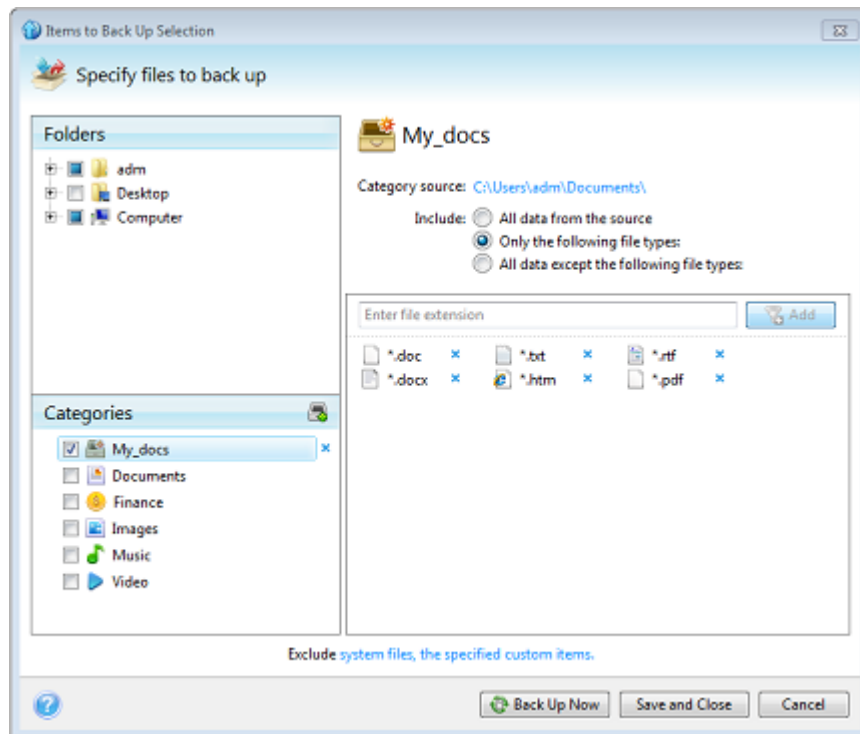 Items to Back Up Selection
Specify files to back up
Folders
adm
Desktop
Computer
Categories
My_docs
Documents
Finance
Images
Music
Video
My_docs
Category source: C:\Users\adm\Documents\
Include: All data from the source
Only the following file types:
All data except the following file types:
Enter file extension Add
*.doc *.txt *.rtf
*.docx *.htm *.pdf
Exclude system files, the specified custom items.
Back Up Now Save and Close Cancel